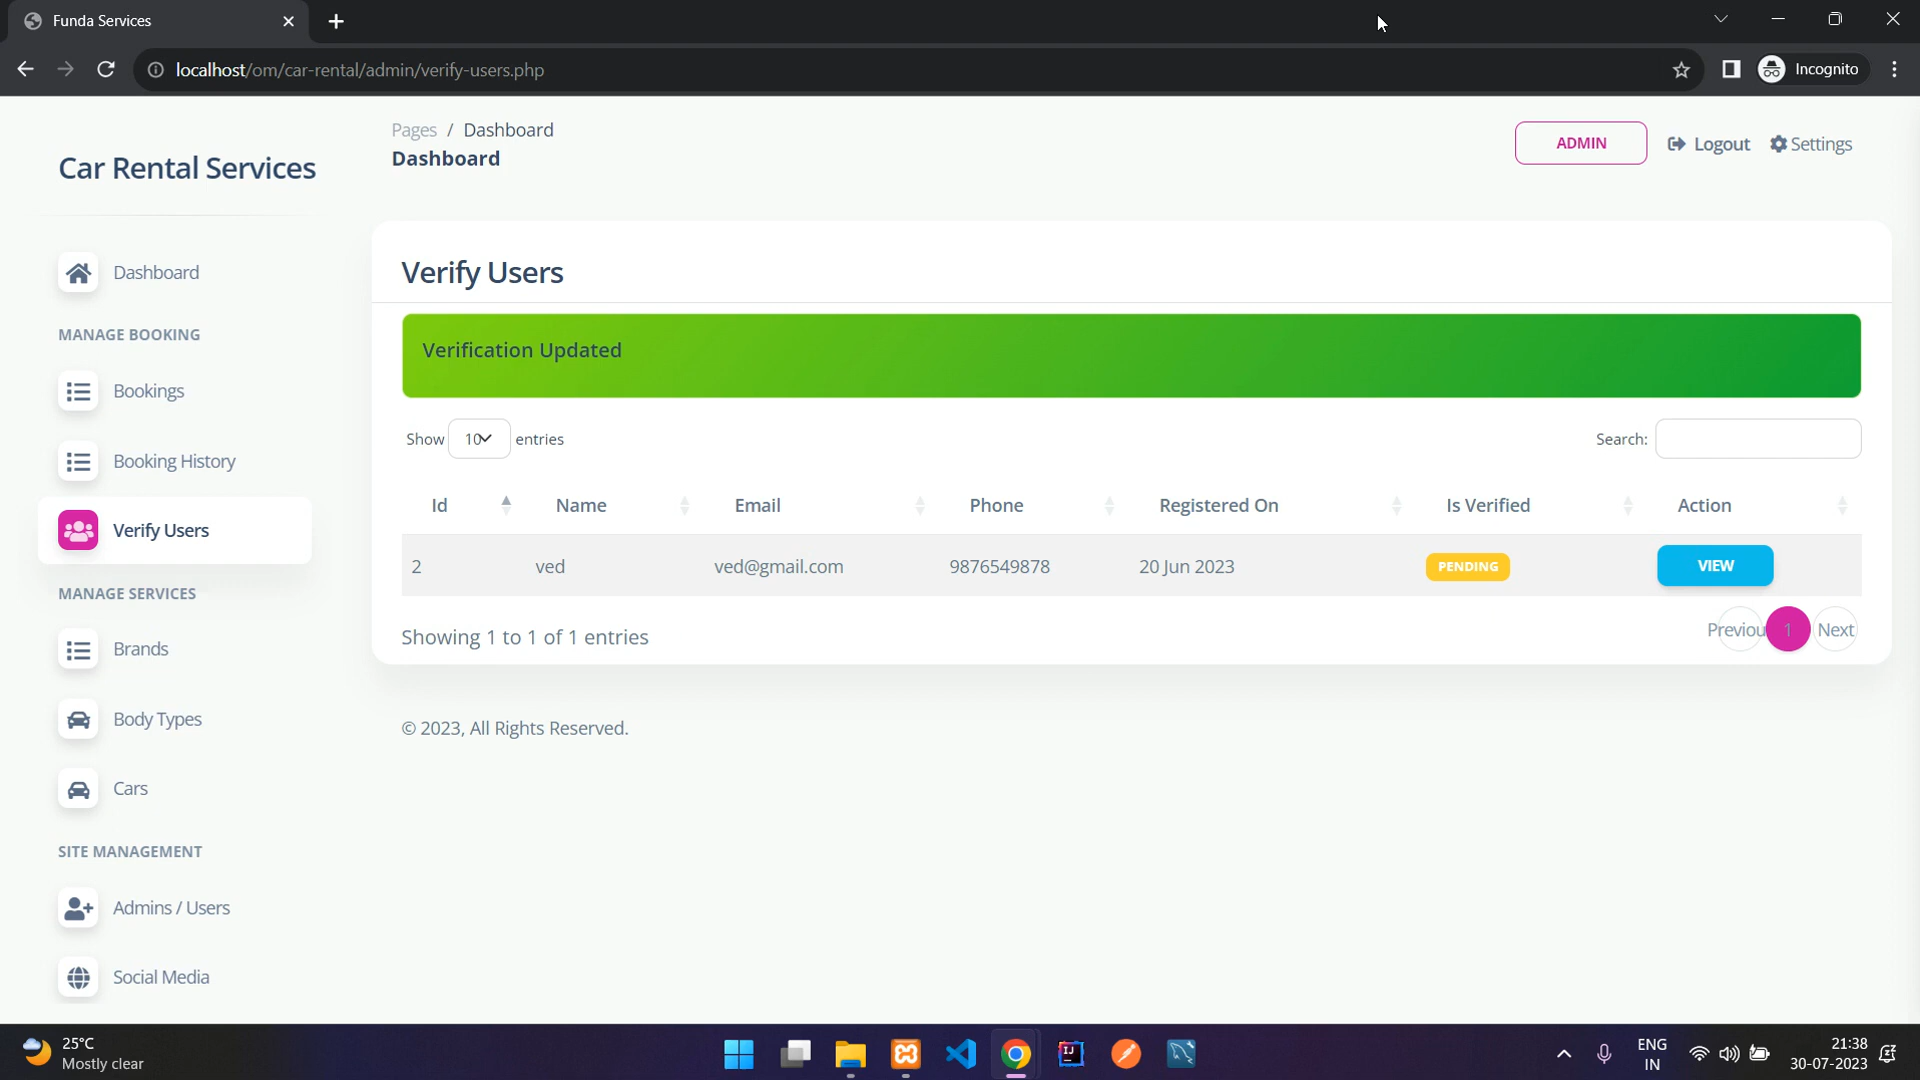 Funda Services
localhost/om/car-rental/admin/verify-users.php
Incognito
Car Rental Services
Pages / Dashboard
Dashboard
ADMIN
Logout
Settings
Dashboard
MANAGE BOOKING
Bookings
Booking History
Verify Users
MANAGE SERVICES
Brands
Body Types
Cars
SITE MANAGEMENT
Admins / Users
Social Media
Verify Users
Verification Updated
Show 10 entries
Search:
Id Name Email Phone Registered On Is Verified Action
2 ved ved@gmail.com 9876549878 20 Jun 2023 PENDING VIEW
Showing 1 to 1 of 1 entries
Previou 1 Next
© 2023, All Rights Reserved.
25°C
Mostly clear
ENG
IN
21:38
30-07-2023